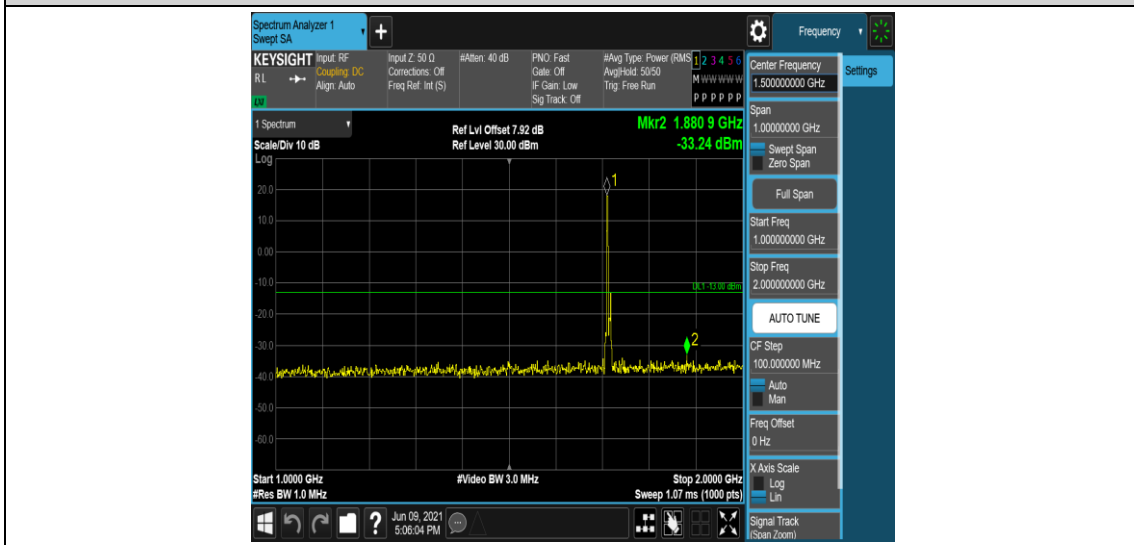 Spectrum Analyzer 1
Swept SA
+
Frequency
KEYSIGHT
RL
LXI
Input: RF
Coupling: DC
Align: Auto
Input Z: 50 Ω
Corrections: Off
Freq Ref: Int (S)
#Atten: 40 dB
PNO: Fast
Gate: Off
IF Gain: Low
Sig Track: Off
#Avg Type: Power (RMS
Avg|Hold: 50/50
Trig: Free Run
1 2 3 4 5 6
M W W W W W
P P P P P P
1 Spectrum
Scale/Div 10 dB
Log
Ref Lvl Offset 7.92 dB
Ref Level 30.00 dBm
Mkr2 1.880 9 GHz
-33.24 dBm
20.0
10.0
0.00
-10.0
-20.0
-30.0
-40.0
-50.0
-60.0
1
DL1 -13.00 dBm
2
Start 1.0000 GHz
#Res BW 1.0 MHz
#Video BW 3.0 MHz
Stop 2.0000 GHz
Sweep 1.07 ms (1000 pts)
Jun 09, 2021
5:06:04 PM
?
Center Frequency
1.500000000 GHz
Settings
Span
1.00000000 GHz
Swept Span
Zero Span
Full Span
Start Freq
1.000000000 GHz
Stop Freq
2.000000000 GHz
AUTO TUNE
CF Step
100.000000 MHz
Auto
Man
Freq Offset
0 Hz
X Axis Scale
Log
Lin
Signal Track
(Span Zoom)